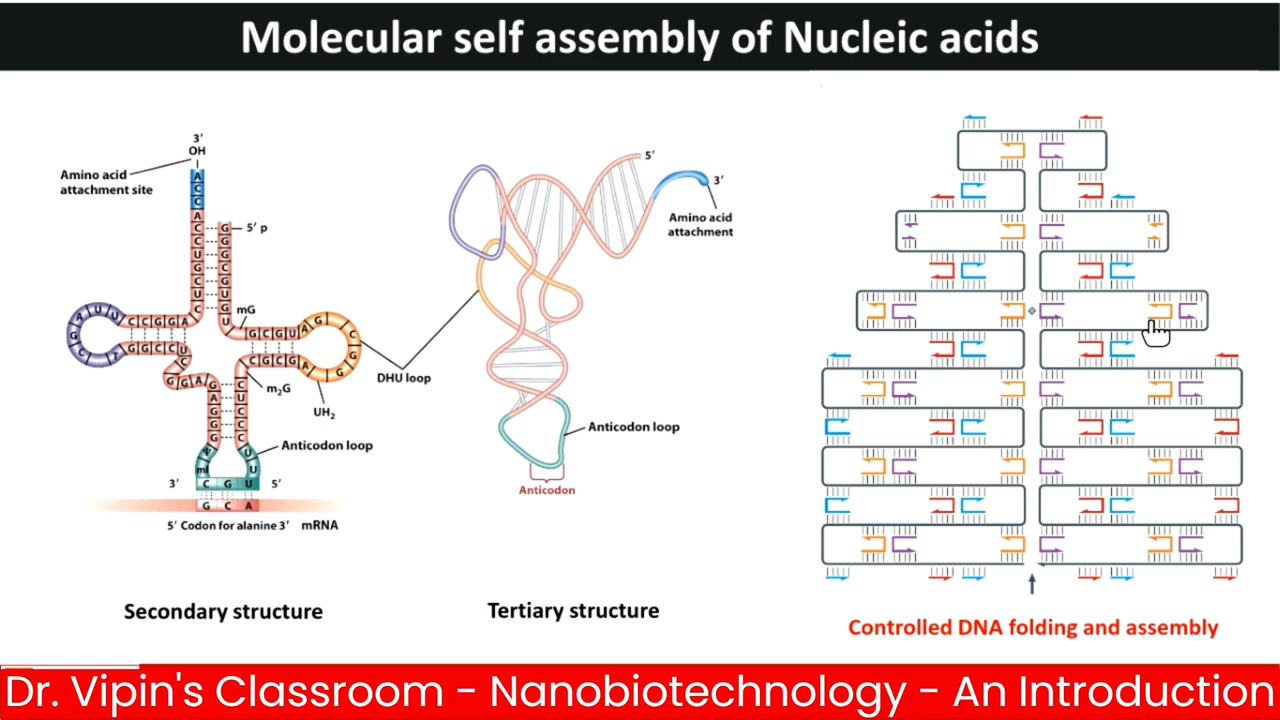 Molecular self assembly of Nucleic acids
3′
OH
Amino acid
attachment site
A
C
C
A
C
C
U
G
C
U
C
G
G
G
C
G
U
G
U
5′ p
mG
U U
A
G
C
T
C C G G A
G G C C U
C
G G A G
G C G U A G
C
G
G
C G C G A
m₂G
UH₂
DHU loop
A
G
G
G
C
U
C
C
C
Anticodon loop
Ψ
mI
U
U
3′ C G U 5′
G C A
5′ Codon for alanine 3′ mRNA
5′
3′
Amino acid
attachment
Anticodon loop
Anticodon
Secondary structure
Tertiary structure
Controlled DNA folding and assembly
Dr. Vipin's Classroom - Nanobiotechnology - An Introduction